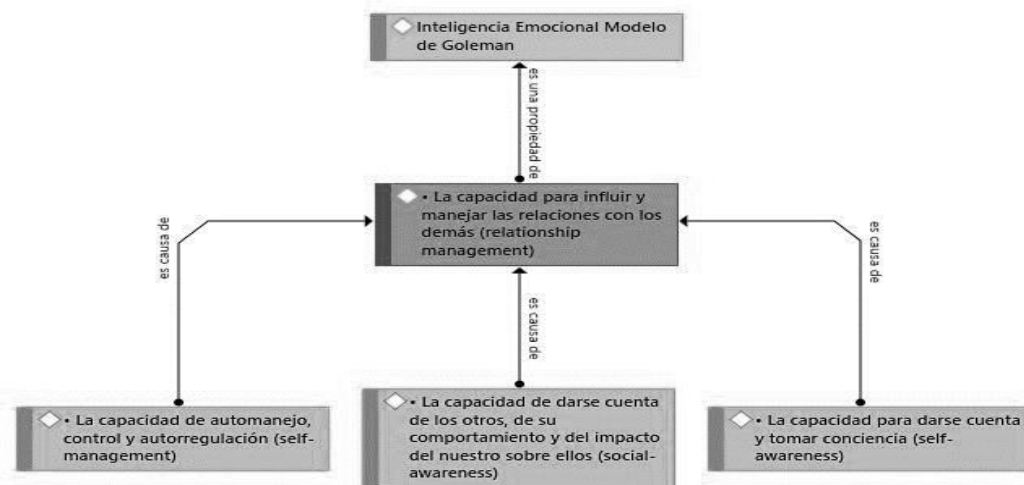 Inteligencia Emocional Modelo
de Goleman
es una propiedad de
• La capacidad para influir y
manejar las relaciones con los
demás (relationship
management)
es causa de
es causa de
es causa de
• La capacidad de automanejo,
control y autorregulación (self-
management)
• La capacidad de darse cuenta
de los otros, de su
comportamiento y del impacto
del nuestro sobre ellos (social-
awareness)
• La capacidad para darse cuenta
y tomar conciencia (self-
awareness)